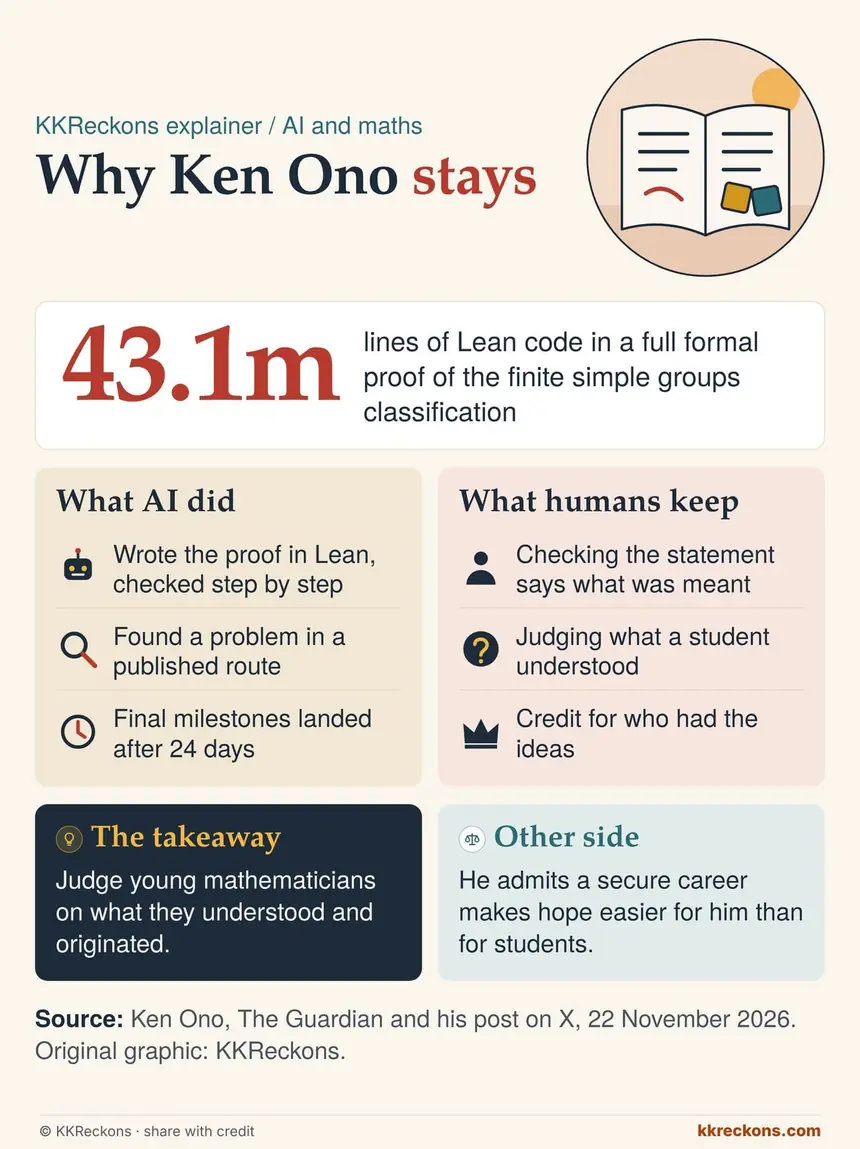 KKReckons explainer / AI and maths
Why Ken Ono stays
43.1m
lines of Lean code in a full formal
proof of the finite simple groups
classification
What AI did
Wrote the proof in Lean,
checked step by step
Found a problem in a
published route
Final milestones landed
after 24 days
What humans keep
Checking the statement
says what was meant
?
Judging what a student
understood
Credit for who had the
ideas
The takeaway
Judge young mathematicians
on what they understood and
originated.
Other side
He admits a secure career
makes hope easier for him than
for students.
Source: Ken Ono, The Guardian and his post on X, 22 November 2026.
Original graphic: KKReckons.
© KKReckons · share with credit
kkreckons.com